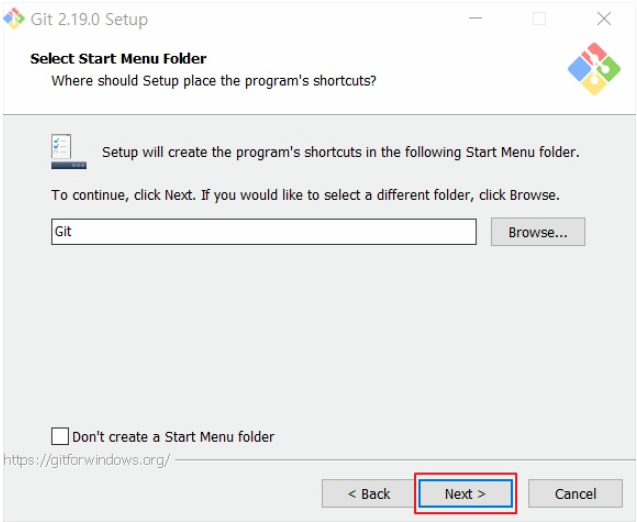 Git 2.19.0 Setup
Select Start Menu Folder
Where should Setup place the program's shortcuts?
Setup will create the program's shortcuts in the following Start Menu folder.
To continue, click Next. If you would like to select a different folder, click Browse.
Git
Browse...
Don't create a Start Menu folder
https://gitforwindows.org/
< Back
Next >
Cancel